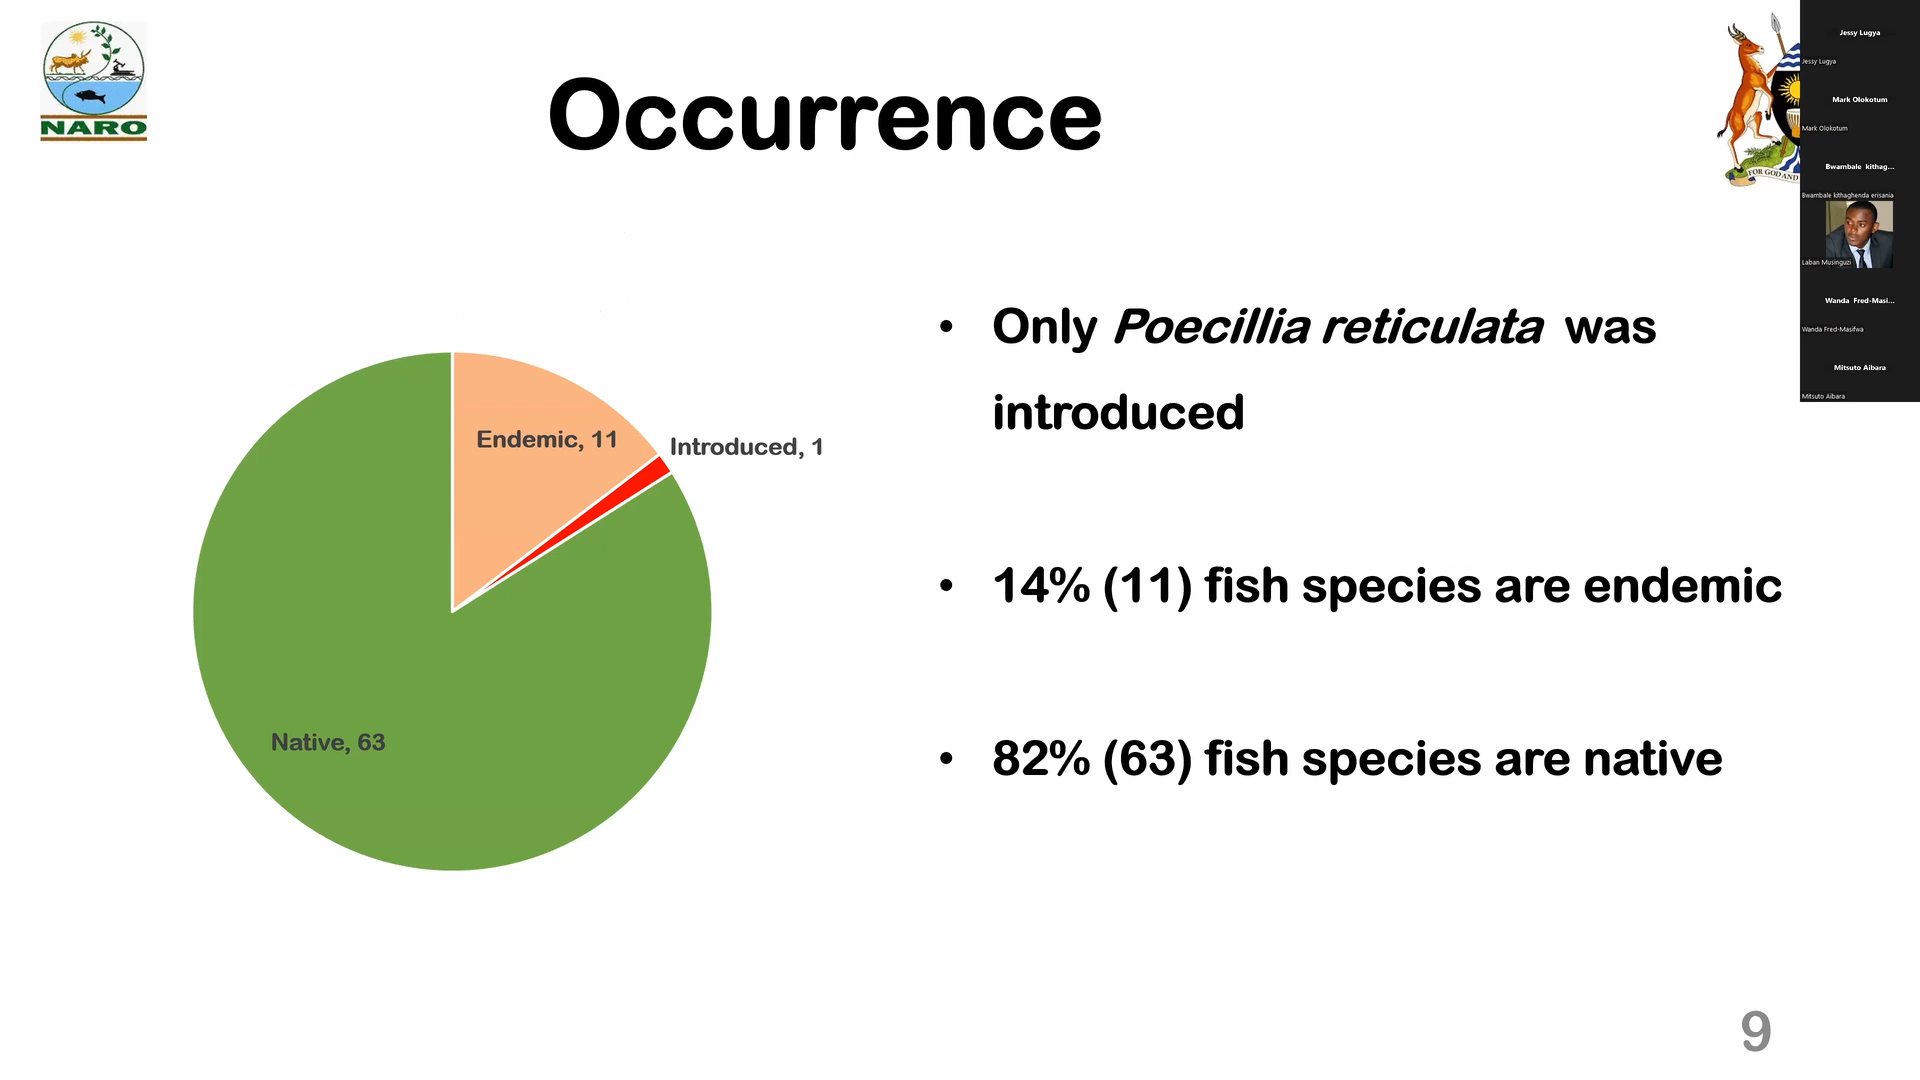 NARO
Occurrence
FOR GOD AND
Endemic, 11
Introduced, 1
Native, 63
• Only Poecillia reticulata was
introduced
• 14% (11) fish species are endemic
• 82% (63) fish species are native
9
Jessy Lugya
Jessy Lugya
Mark Olokotum
Mark Olokotum
Bwambale kithag...
Bwambale kithaghenda erisania
Laban Musinguzi
Wanda Fred-Masi...
Wanda Fred-Masifwa
Mitsuto Aibara
Mitsuto Aibara